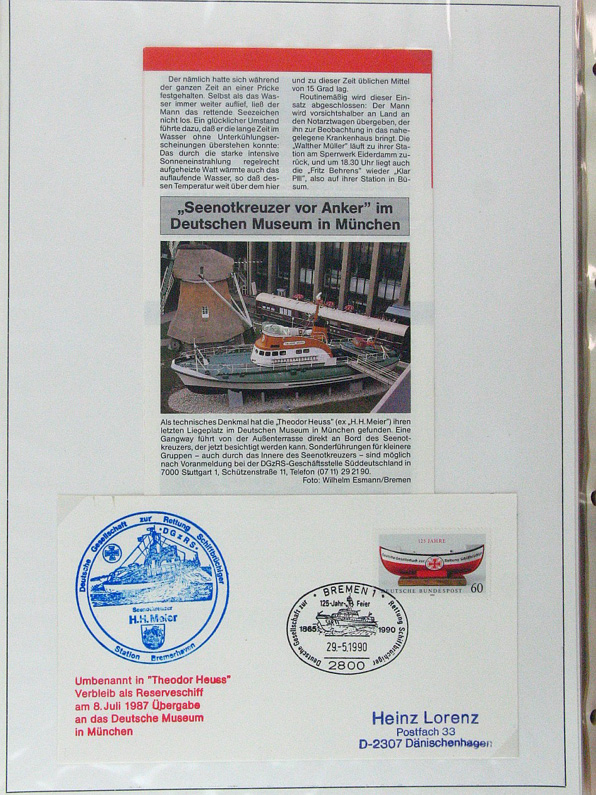 Der nämlich hatte sich während
der ganzen Zeit an einer Pricke
festgehalten. Selbst als das Was-
ser immer weiter auflief, ließ der
Mann das rettende Seezeichen
nicht los. Ein glücklicher Umstand
führte dazu, daß er die lange Zeit im
Wasser ohne Unterkühlungser-
scheinungen überstehen konnte:
Das durch die starke intensive
Sonneneinstrahlung regelrecht
aufgeheizte Watt wärmte auch das
auflaufende Wasser, so daß des-
sen Temperatur weit über dem hier
und zu dieser Zeit üblichen Mittel
von 15 Grad lag.
Routinemäßig wird dieser Ein-
satz abgeschlossen: Der Mann
wird vorsichtshalber an Land an
den Notarztwagen übergeben, der
ihn zur Beobachtung in das nahe-
gelegene Krankenhaus bringt. Die
„Walther Müller" läuft zu ihrer Sta-
tion am Sperrwerk Eiderdamm zu-
rück, und um 18.30 Uhr liegt auch
die „Fritz Behrens" wieder „Klar
PIII", also auf ihrer Station in Bü-
sum.
„Seenotkreuzer vor Anker" im
Deutschen Museum in München
Als technisches Denkmal hat die „Theodor Heuss" (ex „H.H. Meier") ihren
letzten Liegeplatz im Deutschen Museum in München gefunden. Eine
Gangway führt von der Außenterrasse direkt an Bord des Seenot-
kreuzers, der jetzt besichtigt werden kann. Sonderführungen für kleinere
Gruppen – auch durch das Innere des Seenotkreuzers – sind möglich
nach Voranmeldung bei der DGzRS-Geschäftsstelle Süddeutschland in
7000 Stuttgart 1, Schützenstraße 11, Telefon (07 11) 29 21 90.
Foto: Wilhelm Esmann/Bremen
Deutsche Gesellschaft zur Rettung Schiffbrüchiger
·DGzRS·
Seenotkreuzer
H.H. Meier
Station Bremerhaven
125 JAHRE
Deutsche Gesellschaft zur Rettung Schiffbrüchiger
DEUTSCHE BUNDESPOST 60
BREMEN 1
Deutsche Gesellschaft zur Rettung Schiffbrüchiger
125-Jahr-Feier
1865 1990
29.-5.1990
2800
Umbenannt in "Theodor Heuss"
Verbleib als Reserveschiff
am 8. Juli 1987 Übergabe
an das Deutsche Museum
in München
Heinz Lorenz
Postfach 33
D-2307 Dänischenhagen